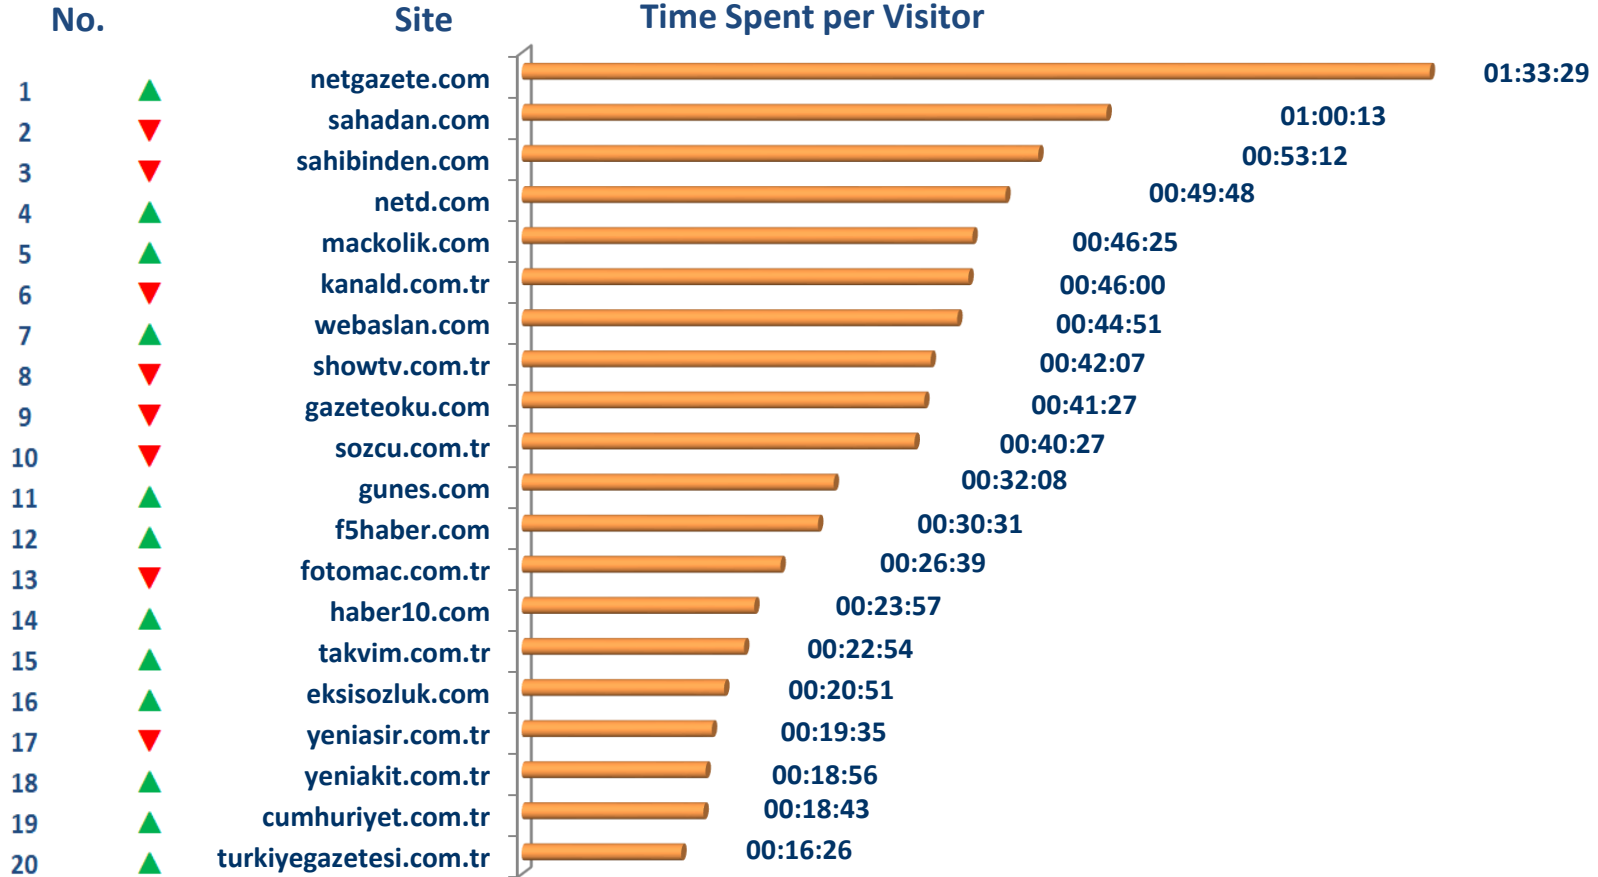 No. Site Time Spent per Visitor
1 netgazete.com 01:33:29
2 sahadan.com 01:00:13
3 sahibinden.com 00:53:12
4 netd.com 00:49:48
5 mackolik.com 00:46:25
6 kanald.com.tr 00:46:00
7 webaslan.com 00:44:51
8 showtv.com.tr 00:42:07
9 gazeteoku.com 00:41:27
10 sozcu.com.tr 00:40:27
11 gunes.com 00:32:08
12 f5haber.com 00:30:31
13 fotomac.com.tr 00:26:39
14 haber10.com 00:23:57
15 takvim.com.tr 00:22:54
16 eksisozluk.com 00:20:51
17 yeniasir.com.tr 00:19:35
18 yeniakit.com.tr 00:18:56
19 cumhuriyet.com.tr 00:18:43
20 turkiyegazetesi.com.tr 00:16:26